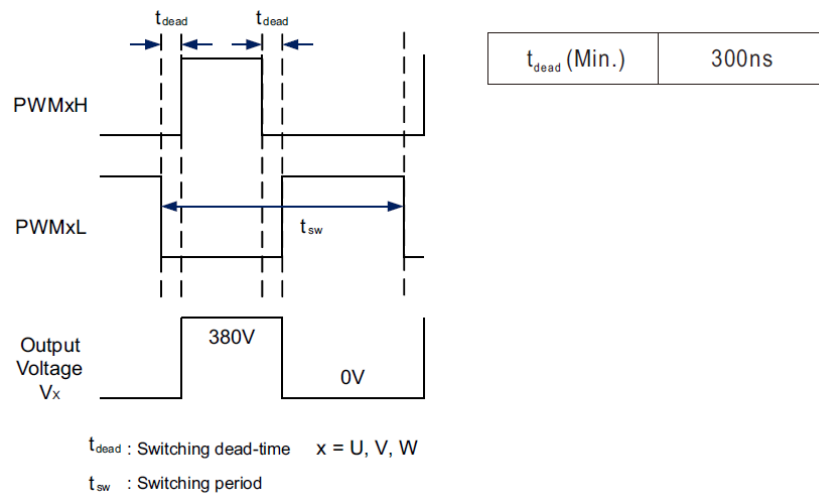 tdead tdead
tdead (Min.) 300ns
PWMxH
PWMxL
tsw
380V
Output
Voltage
Vx
0V
tdead : Switching dead-time x = U, V, W
tsw : Switching period